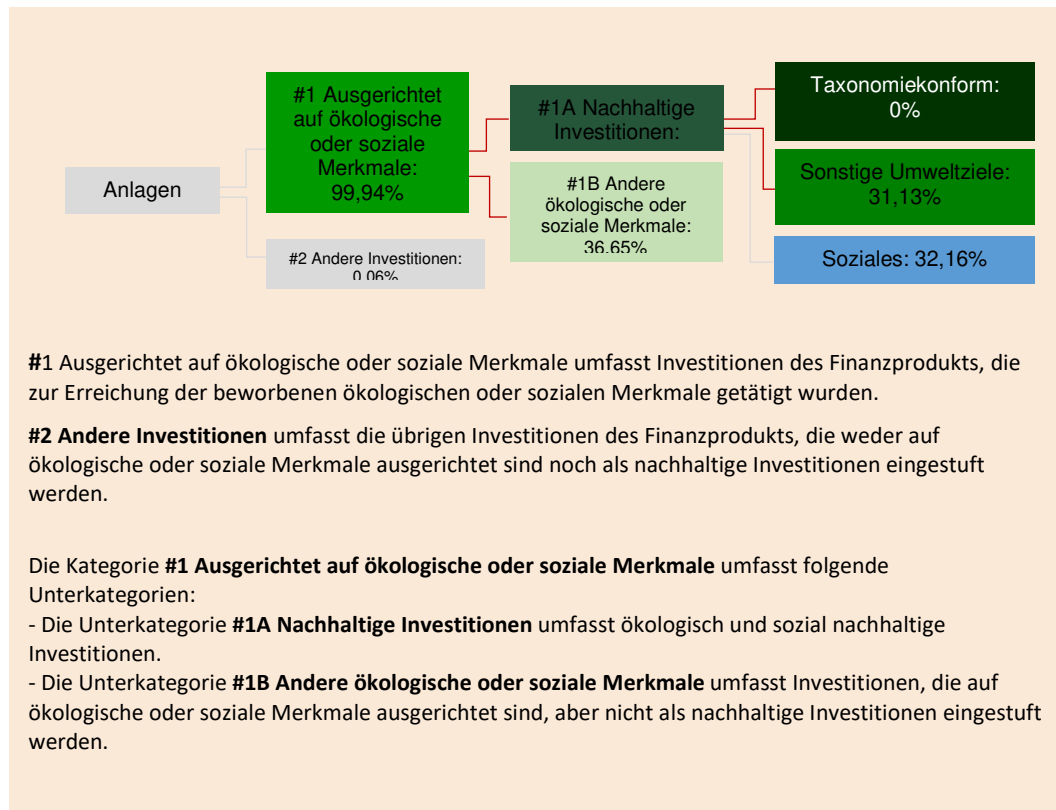 Anlagen
#1 Ausgerichtet
auf ökologische
oder soziale
Merkmale:
99,94%
#2 Andere Investitionen:
0,06%
#1A Nachhaltige
Investitionen:
#1B Andere
ökologische oder
soziale Merkmale:
36,65%
Taxonomiekonform:
0%
Sonstige Umweltziele:
31,13%
Soziales: 32,16%
#1 Ausgerichtet auf ökologische oder soziale Merkmale umfasst Investitionen des Finanzprodukts, die
zur Erreichung der beworbenen ökologischen oder sozialen Merkmale getätigt wurden.
#2 Andere Investitionen umfasst die übrigen Investitionen des Finanzprodukts, die weder auf
ökologische oder soziale Merkmale ausgerichtet sind noch als nachhaltige Investitionen eingestuft
werden.
Die Kategorie #1 Ausgerichtet auf ökologische oder soziale Merkmale umfasst folgende
Unterkategorien:
- Die Unterkategorie #1A Nachhaltige Investitionen umfasst ökologisch und sozial nachhaltige
Investitionen.
- Die Unterkategorie #1B Andere ökologische oder soziale Merkmale umfasst Investitionen, die auf
ökologische oder soziale Merkmale ausgerichtet sind, aber nicht als nachhaltige Investitionen eingestuft
werden.